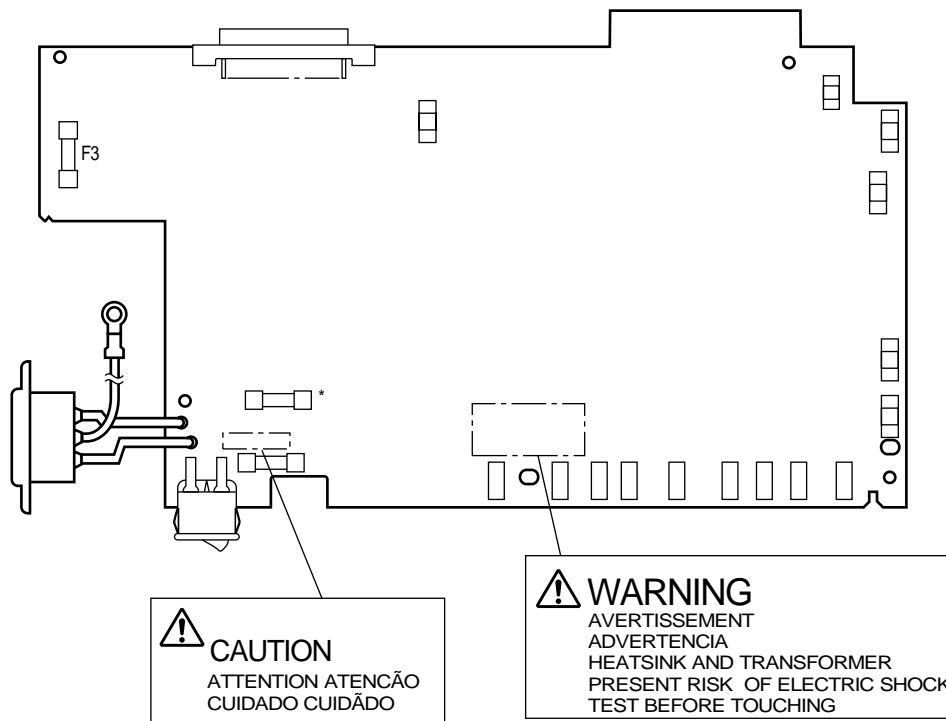 F3
*
CAUTION
ATTENTION ATENCÃO
CUIDADO CUIDÃDO
WARNING
AVERTISSEMENT
ADVERTENCIA
HEATSINK AND TRANSFORMER
PRESENT RISK OF ELECTRIC SHOCK
TEST BEFORE TOUCHING